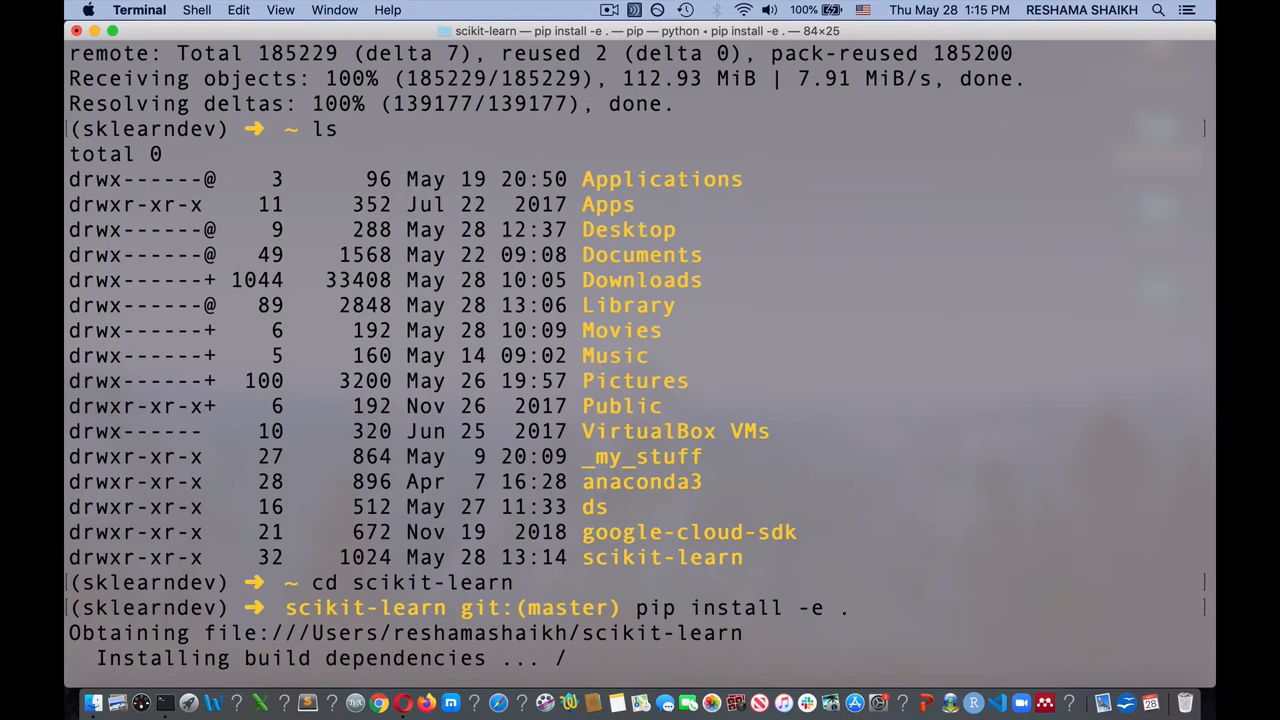 Terminal Shell Edit View Window Help 100% Thu May 28 1:15 PM RESHAMA SHAIKH
scikit-learn — pip install -e . — pip — python • pip install -e . — 84×25
remote: Total 185229 (delta 7), reused 2 (delta 0), pack-reused 185200
Receiving objects: 100% (185229/185229), 112.93 MiB | 7.91 MiB/s, done.
Resolving deltas: 100% (139177/139177), done.
(sklearndev) ➜ ~ ls
total 0
drwx------@ 3 96 May 19 20:50 Applications
drwxr-xr-x 11 352 Jul 22 2017 Apps
drwx------@ 9 288 May 28 12:37 Desktop
drwx------@ 49 1568 May 22 09:08 Documents
drwx------+ 1044 33408 May 28 10:05 Downloads
drwx------@ 89 2848 May 28 13:06 Library
drwx------+ 6 192 May 28 10:09 Movies
drwx------+ 5 160 May 14 09:02 Music
drwx------+ 100 3200 May 26 19:57 Pictures
drwxr-xr-x+ 6 192 Nov 26 2017 Public
drwx------ 10 320 Jun 25 2017 VirtualBox VMs
drwxr-xr-x 27 864 May 9 20:09 _my_stuff
drwxr-xr-x 28 896 Apr 7 16:28 anaconda3
drwxr-xr-x 16 512 May 27 11:33 ds
drwxr-xr-x 21 672 Nov 19 2018 google-cloud-sdk
drwxr-xr-x 32 1024 May 28 13:14 scikit-learn
(sklearndev) ➜ ~ cd scikit-learn
(sklearndev) ➜ scikit-learn git:(master) pip install -e .
Obtaining file:///Users/reshamashaikh/scikit-learn
Installing build dependencies ... /